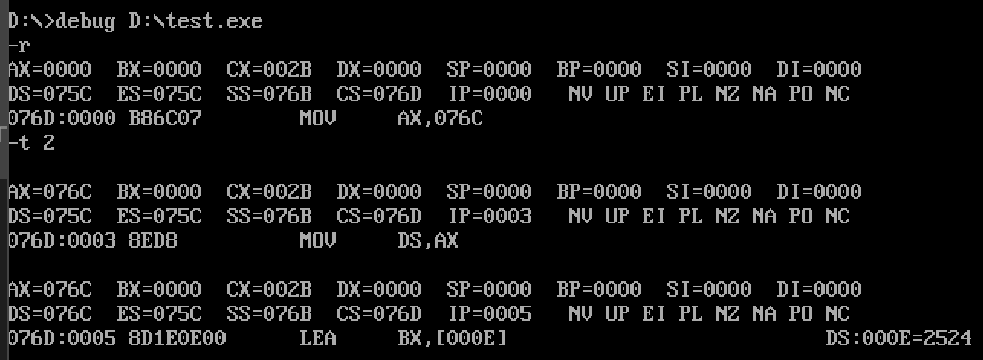 D:\>debug D:\test.exe
-r
AX=0000 BX=0000 CX=002B DX=0000 SP=0000 BP=0000 SI=0000 DI=0000
DS=075C ES=075C SS=076B CS=076D IP=0000 NV UP EI PL NZ NA PO NC
076D:0000 B86C07 MOV AX,076C
-t 2
AX=076C BX=0000 CX=002B DX=0000 SP=0000 BP=0000 SI=0000 DI=0000
DS=075C ES=075C SS=076B CS=076D IP=0003 NV UP EI PL NZ NA PO NC
076D:0003 8ED8 MOV DS,AX
AX=076C BX=0000 CX=002B DX=0000 SP=0000 BP=0000 SI=0000 DI=0000
DS=076C ES=075C SS=076B CS=076D IP=0005 NV UP EI PL NZ NA PO NC
076D:0005 8D1E0E00 LEA BX,[000E] DS:000E=2524